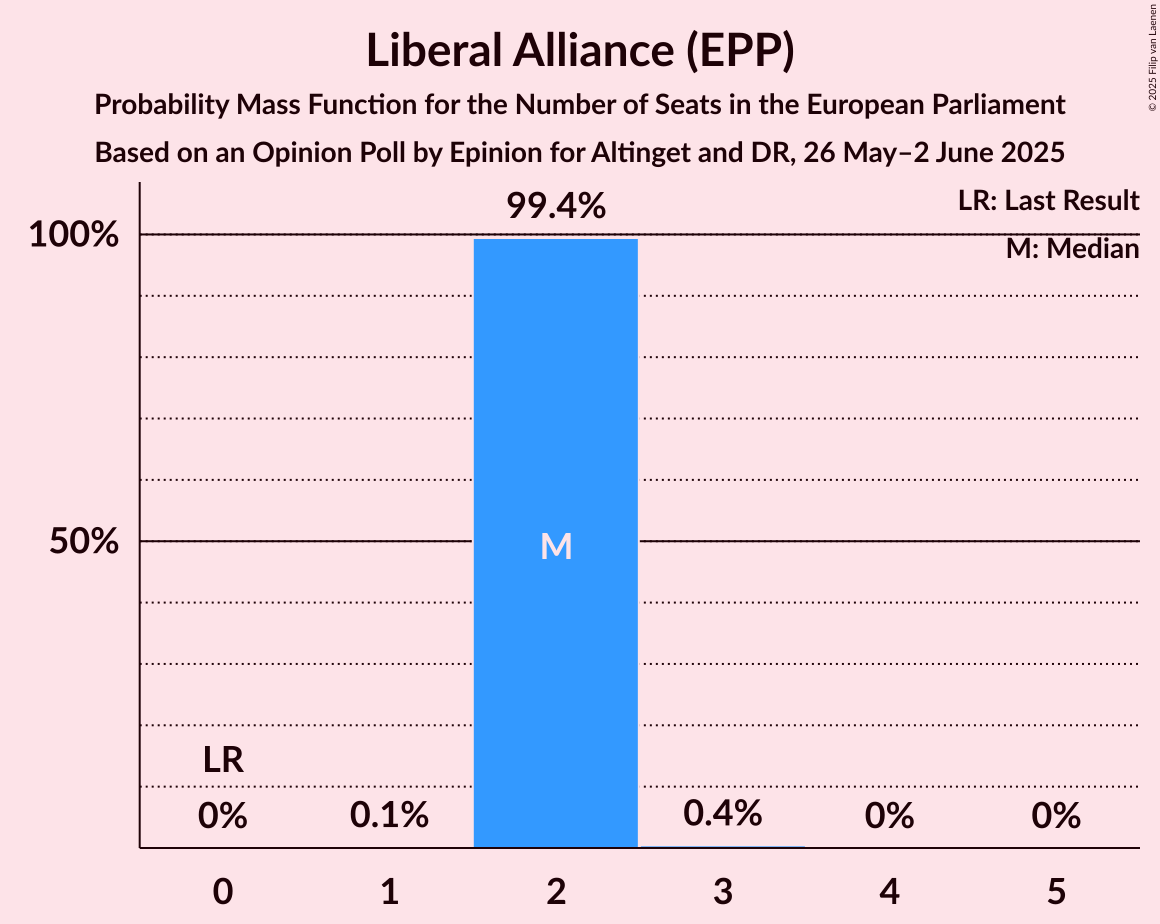 Liberal Alliance (EPP)
Probability Mass Function for the Number of Seats in the European Parliament
Based on an Opinion Poll by Epinion for Altinget and DR, 26 May–2 June 2025
© 2025 Filip van Laenen
LR: Last Result
M: Median
99.4%
100%
50%
M
LR
0%
0.1%
0.4%
0%
0%
0
1
2
3
4
5